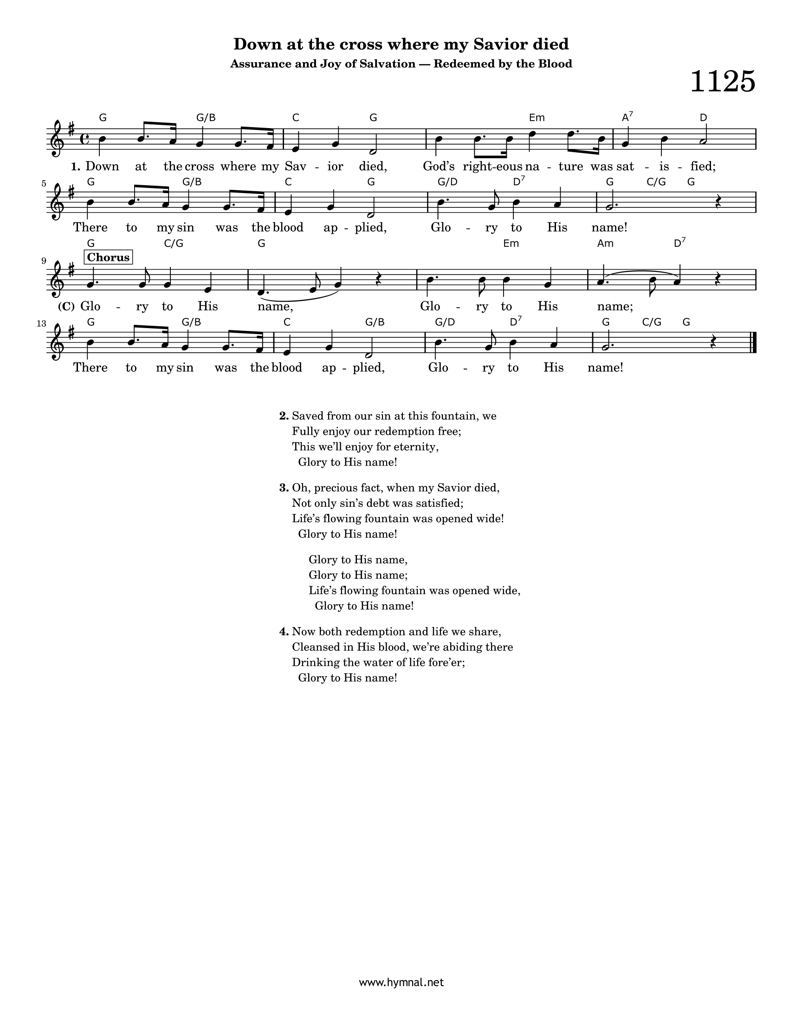 Down at the cross where my Savior died
Assurance and Joy of Salvation — Redeemed by the Blood
1125
G G/B C G Em A7 D
1. Down at the cross where my Sav - ior died, God's right-eous na - ture was sat - is - fied;
5 G G/B C G G/D D7 G C/G G
There to my sin was the blood ap - plied, Glo - ry to His name!
G C/G G Em Am D7
9 Chorus
(C) Glo - ry to His name, Glo - ry to His name;
13 G G/B C G/B G/D D7 G C/G G
There to my sin was the blood ap - plied, Glo - ry to His name!
2. Saved from our sin at this fountain, we
Fully enjoy our redemption free;
This we'll enjoy for eternity,
Glory to His name!
3. Oh, precious fact, when my Savior died,
Not only sin's debt was satisfied;
Life's flowing fountain was opened wide!
Glory to His name!
Glory to His name,
Glory to His name;
Life's flowing fountain was opened wide,
Glory to His name!
4. Now both redemption and life we share,
Cleansed in His blood, we're abiding there
Drinking the water of life fore'er;
Glory to His name!
www.hymnal.net